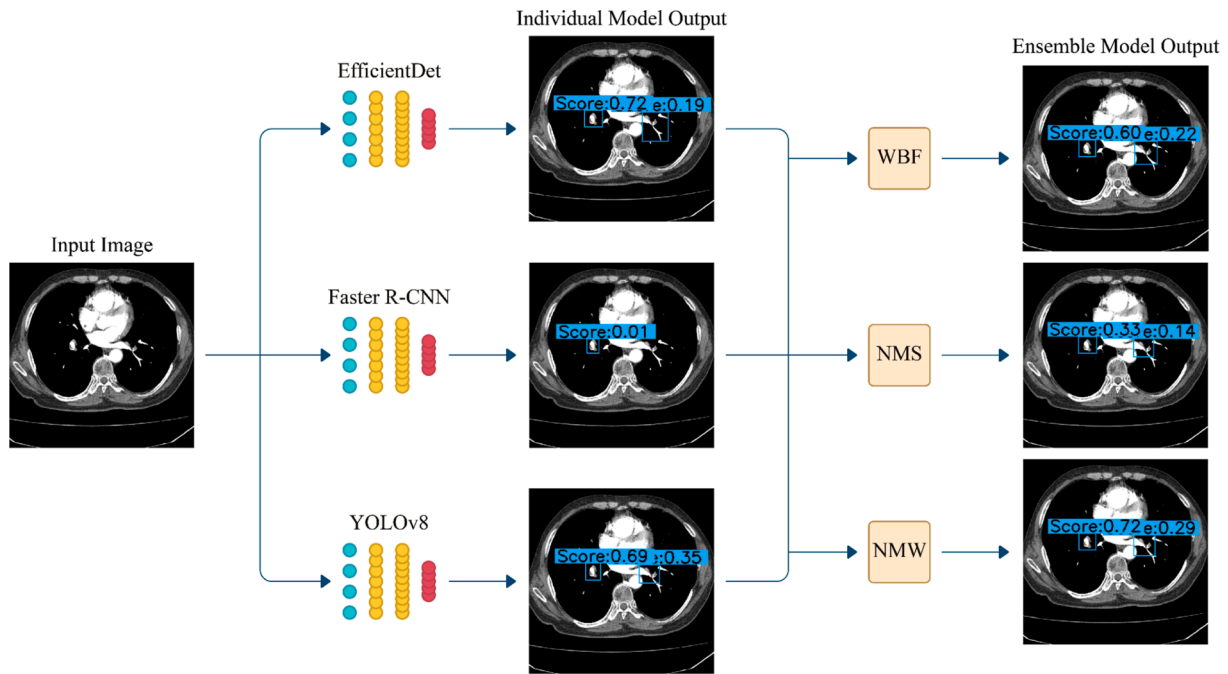 Individual Model Output
Ensemble Model Output
EfficientDet
Score:0.72 e:0.19
WBF
Score:0.60 e:0.22
Input Image
Faster R-CNN
Score:0.01
NMS
Score:0.33 e:0.14
YOLOv8
Score:0.69 e:0.35
NMW
Score:0.72 e:0.29